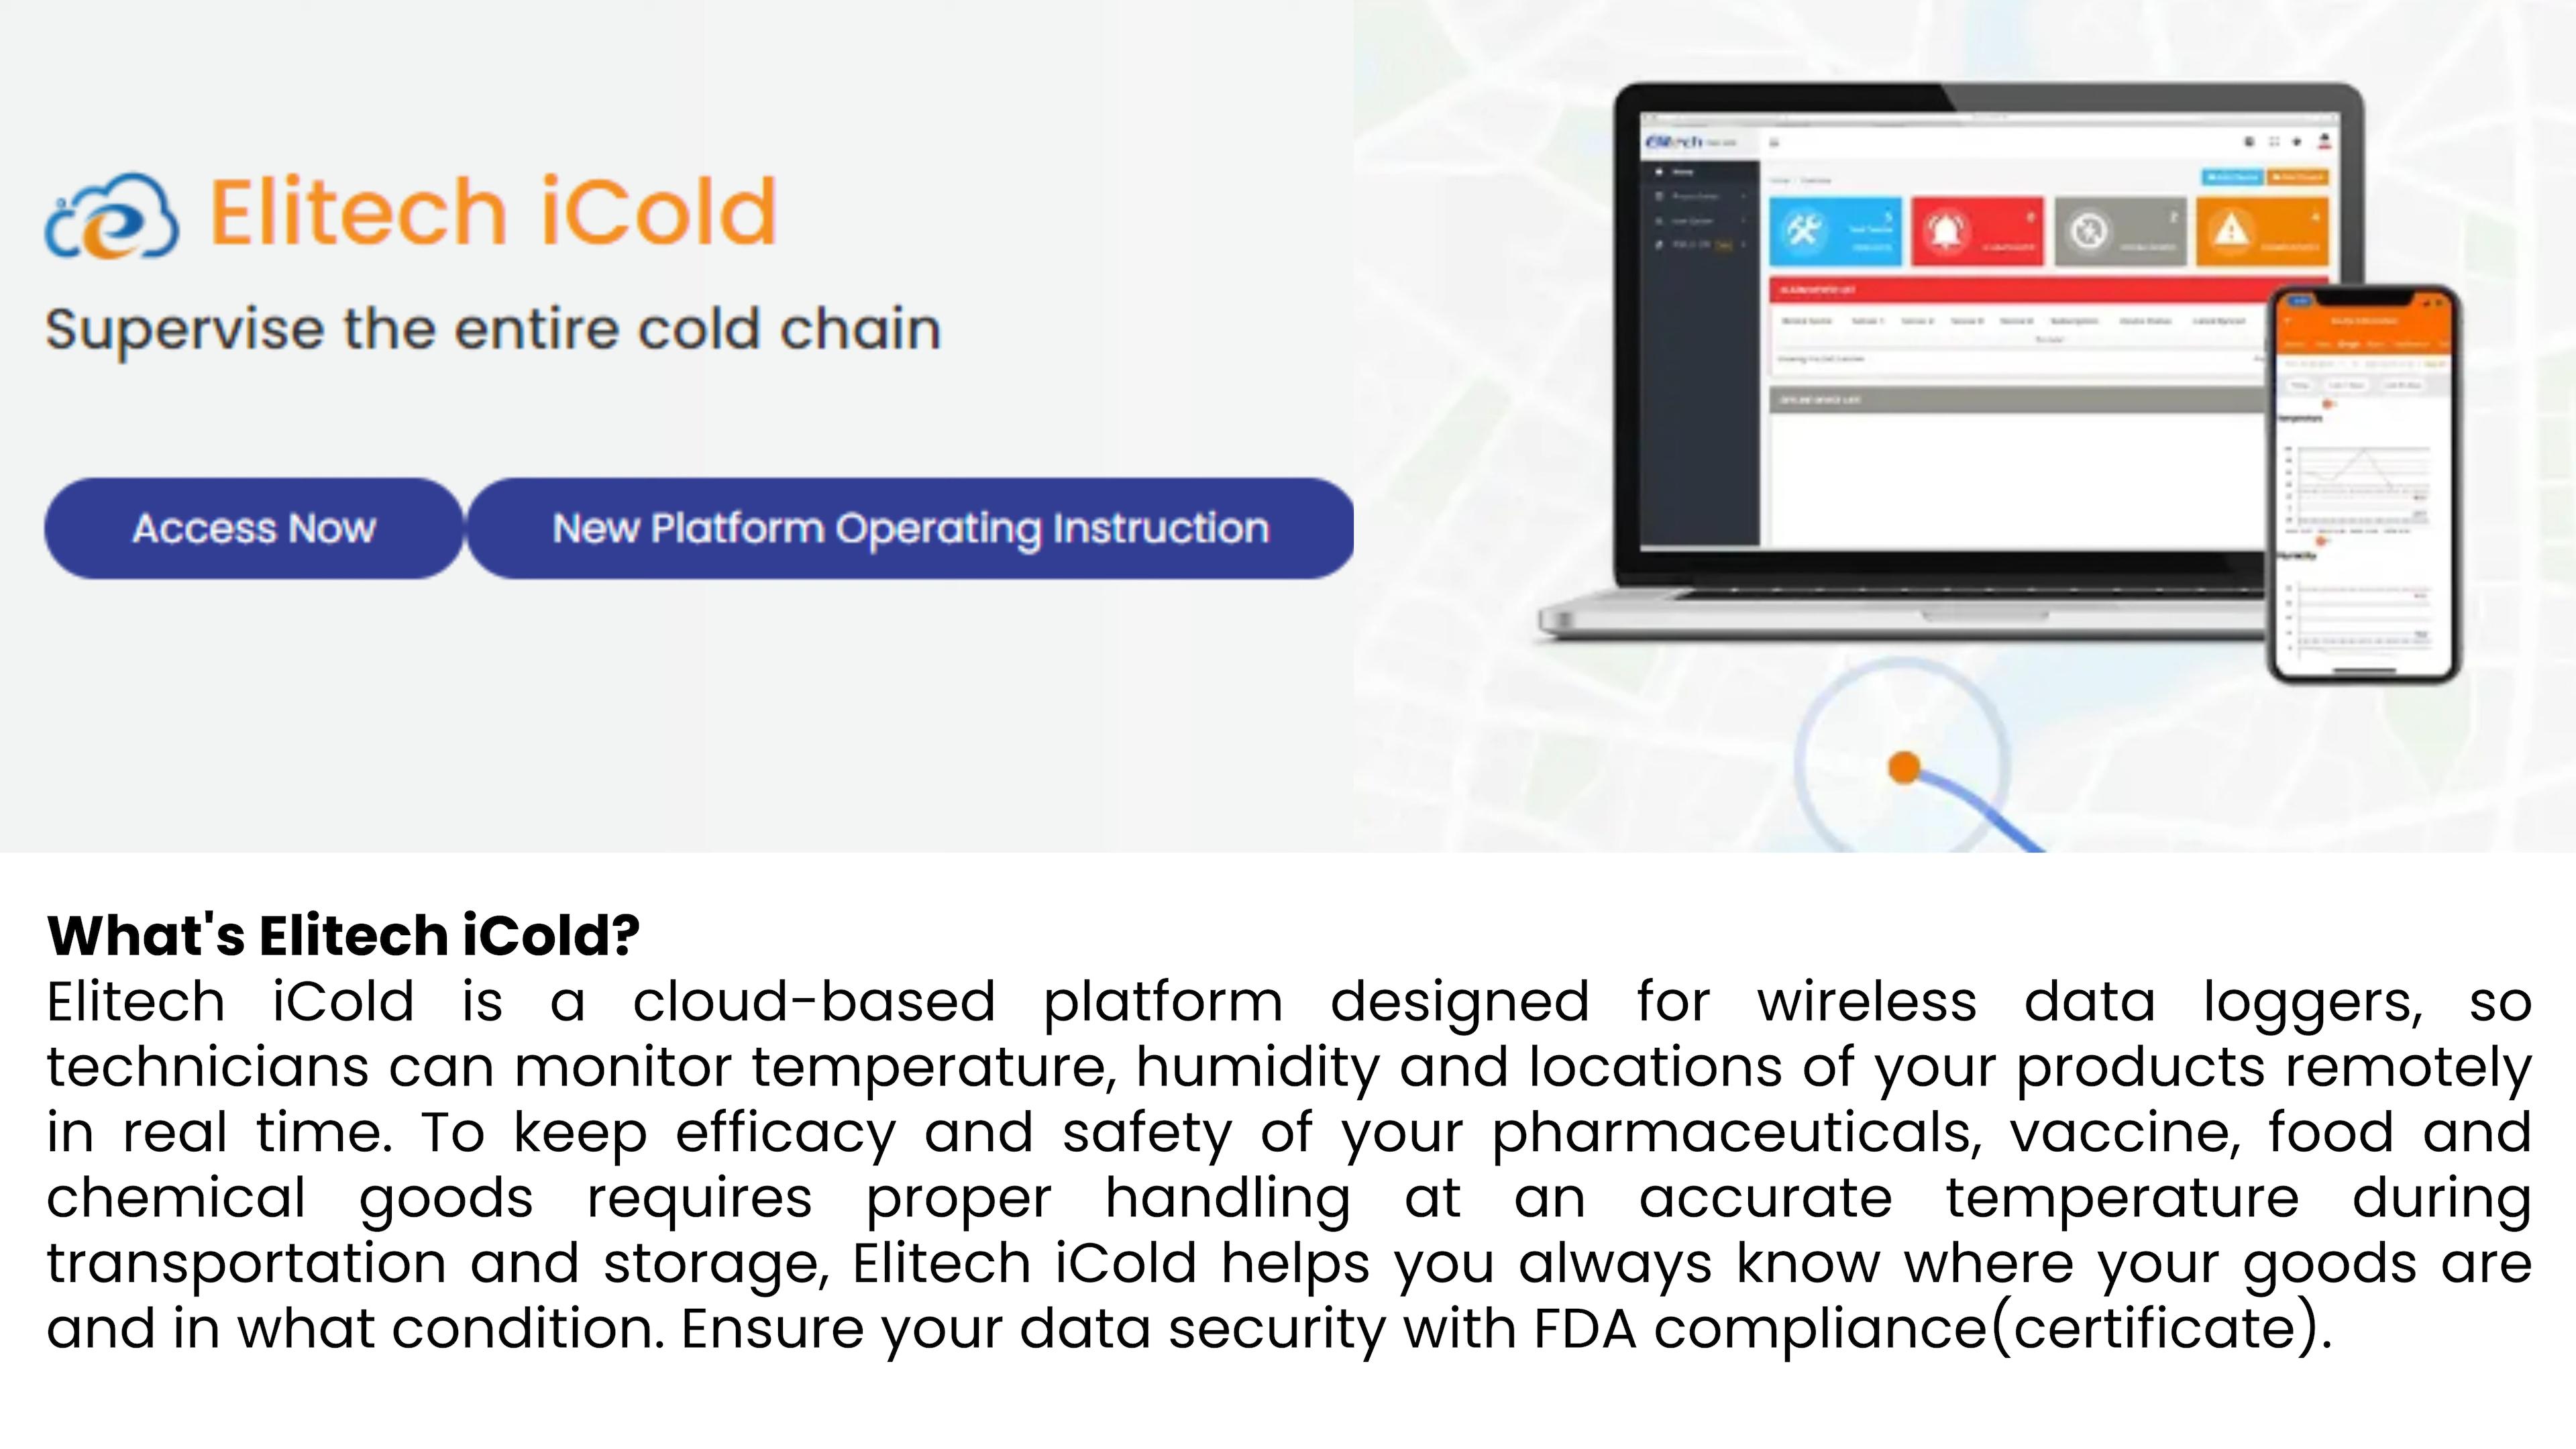 Elitech iCold
Supervise the entire cold chain
Access Now
New Platform Operating Instruction
Elitech
Temperature
Humidity
What's Elitech iCold?
Elitech iCold is a cloud-based platform designed for wireless data loggers, so
technicians can monitor temperature, humidity and locations of your products remotely
in real time. To keep efficacy and safety of your pharmaceuticals, vaccine, food and
chemical goods requires proper handling at an accurate temperature during
transportation and storage, Elitech iCold helps you always know where your goods are
and in what condition. Ensure your data security with FDA compliance(certificate).